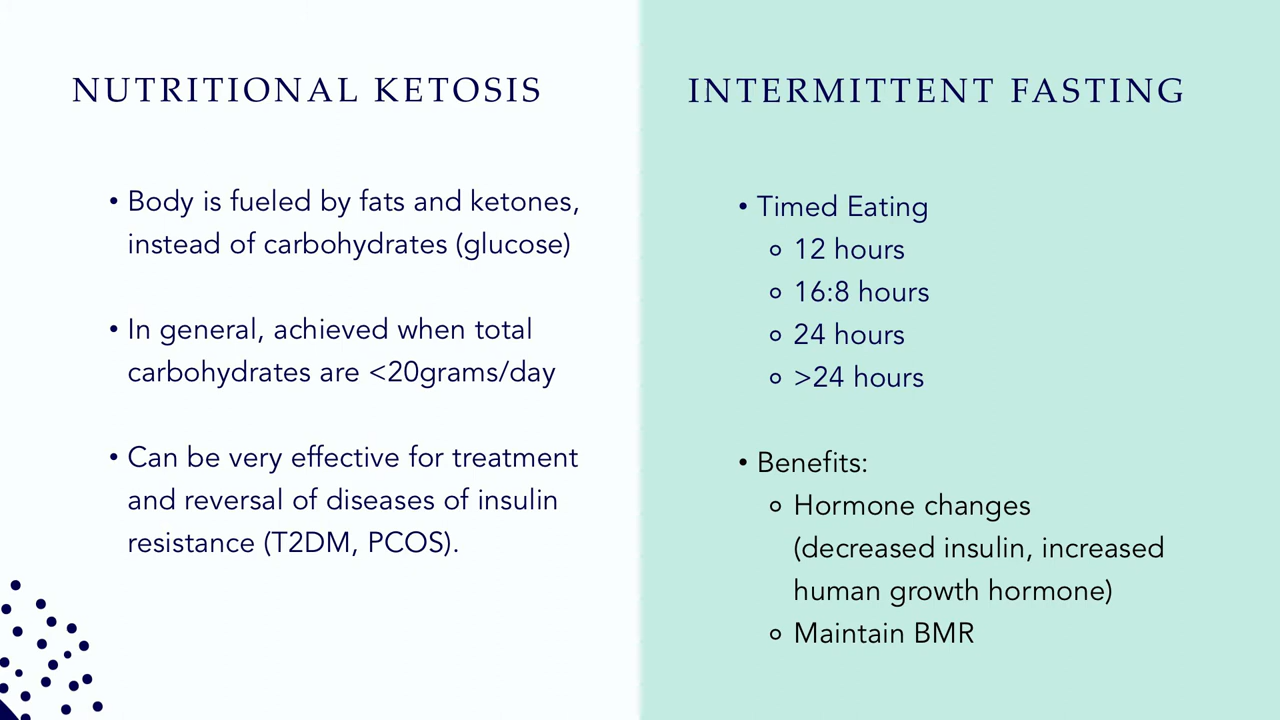 NUTRITIONAL KETOSIS
• Body is fueled by fats and ketones,
instead of carbohydrates (glucose)
• In general, achieved when total
carbohydrates are <20grams/day
• Can be very effective for treatment
and reversal of diseases of insulin
resistance (T2DM, PCOS).
INTERMITTENT FASTING
• Timed Eating
○ 12 hours
○ 16:8 hours
○ 24 hours
○ >24 hours
• Benefits:
○ Hormone changes
(decreased insulin, increased
human growth hormone)
○ Maintain BMR